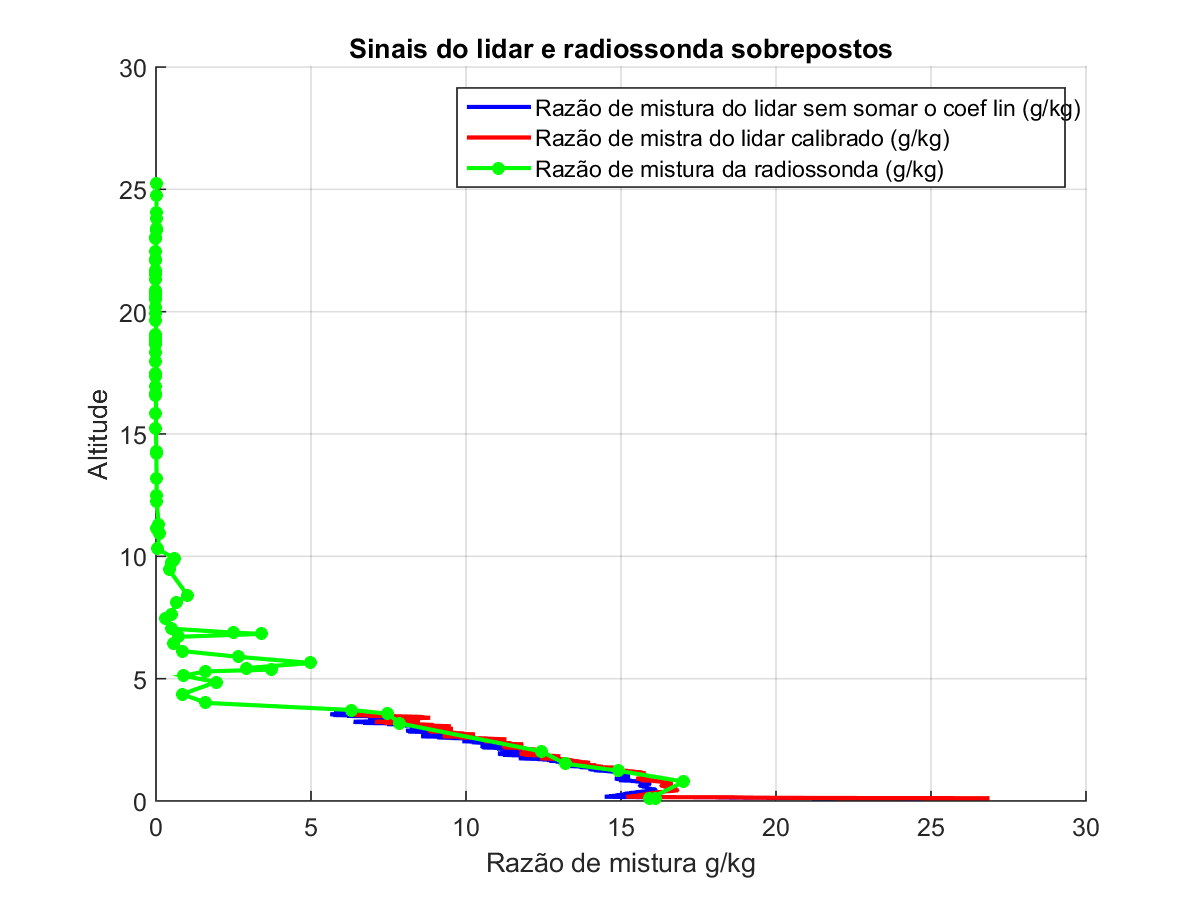 Sinais do lidar e radiossonda sobrepostos
30
25
20
15
10
5
0
Altitude
Razão de mistura do lidar sem somar o coef lin (g/kg)
Razão de mistra do lidar calibrado (g/kg)
Razão de mistura da radiossonda (g/kg)
0 5 10 15 20 25 30
Razão de mistura g/kg